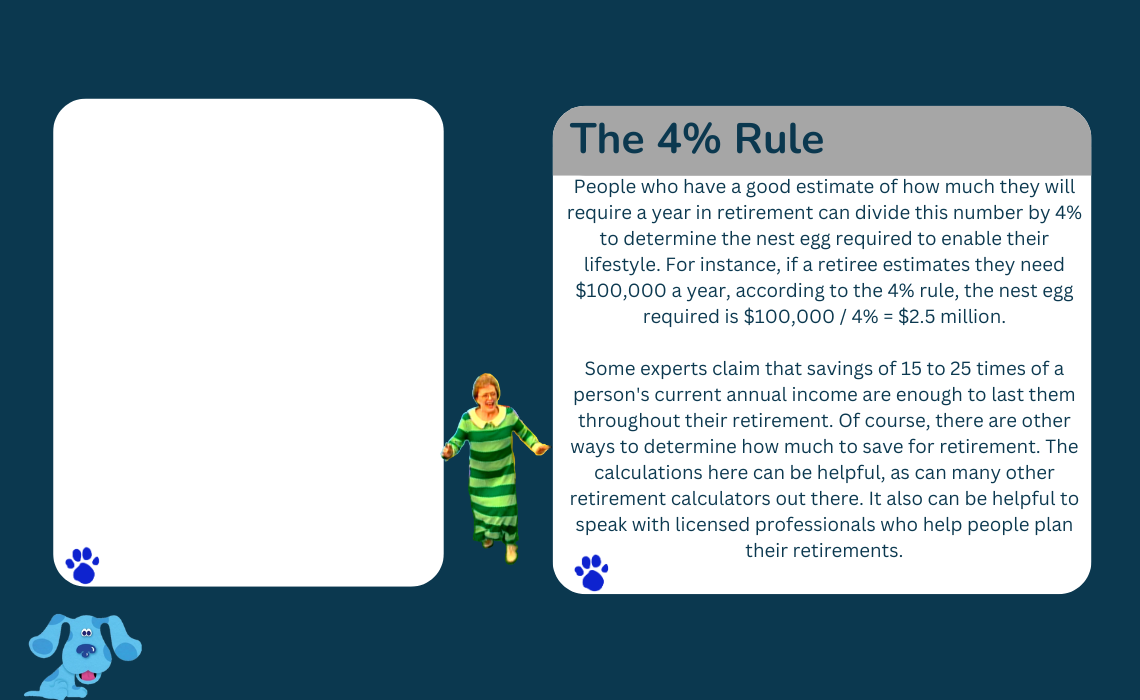 The 4% Rule
People who have a good estimate of how much they will
require a year in retirement can divide this number by 4%
to determine the nest egg required to enable their
lifestyle. For instance, if a retiree estimates they need
$100,000 a year, according to the 4% rule, the nest egg
required is $100,000 / 4% = $2.5 million.
Some experts claim that savings of 15 to 25 times of a
person's current annual income are enough to last them
throughout their retirement. Of course, there are other
ways to determine how much to save for retirement. The
calculations here can be helpful, as can many other
retirement calculators out there. It also can be helpful to
speak with licensed professionals who help people plan
their retirements.